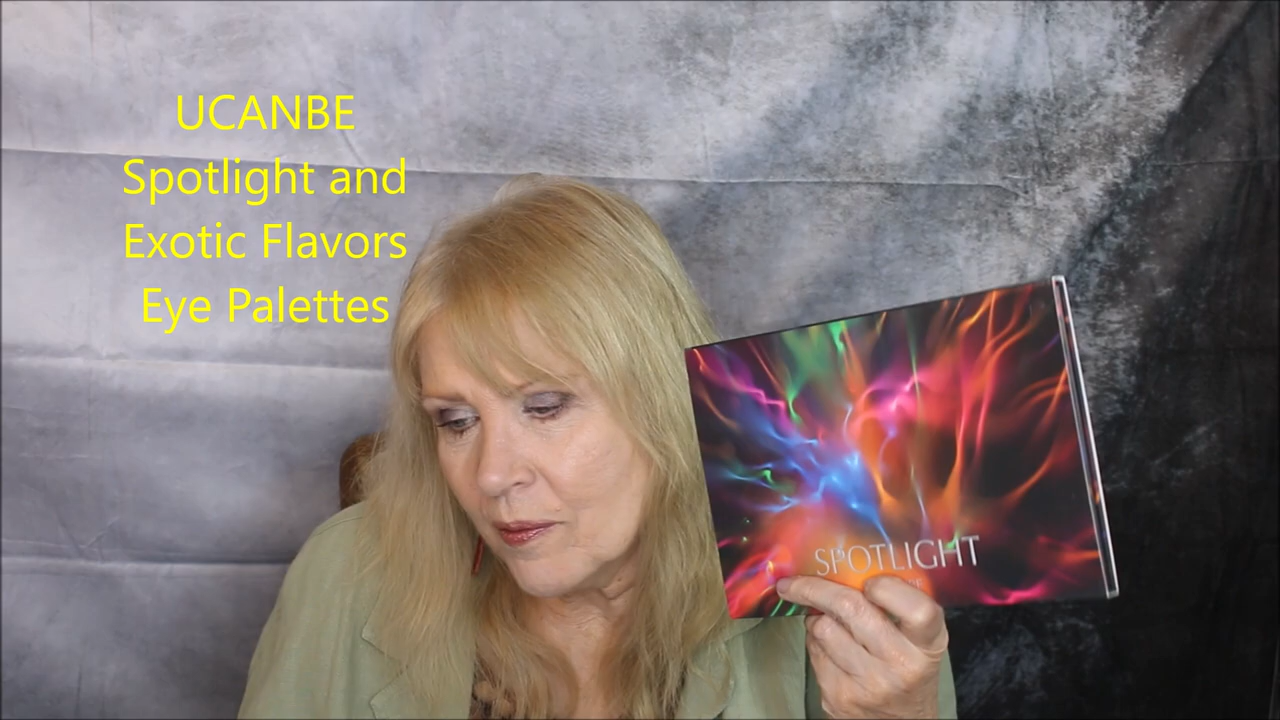 UCANBE
Spotlight and
Exotic Flavors
Eye Palettes
SPOTLIGHT